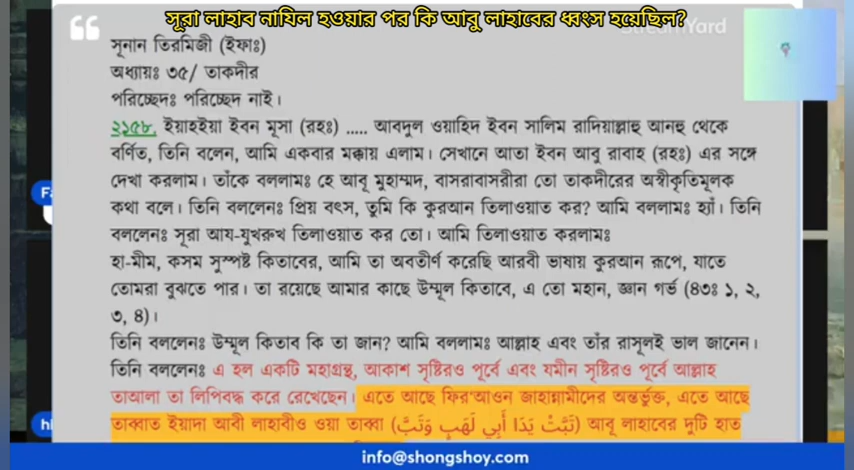 সূরা লাহাব নাযিল হওয়ার পর কি আবু লাহাবের ধ্বংস হয়েছিল?
StreamYard
সূনান তিরমিজী (ইফাঃ)
অধ্যায়ঃ ৩৫/ তাকদীর
পরিচ্ছেদঃ পরিচ্ছেদ নাই।
২১৫৮. ইয়াহইয়া ইবন মূসা (রহঃ) ..... আবদুল ওয়াহিদ ইবন সালিম রাদিয়াল্লাহু আনহু থেকে
বর্ণিত, তিনি বলেন, আমি একবার মক্কায় এলাম। সেখানে আতা ইবন আবু রাবাহ (রহঃ) এর সঙ্গে
দেখা করলাম। তাঁকে বললামঃ হে আবূ মুহাম্মদ, বাসরাবাসরীরা তো তাকদীরের অস্বীকৃতিমূলক
কথা বলে। তিনি বললেনঃ প্রিয় বৎস, তুমি কি কুরআন তিলাওয়াত কর? আমি বললামঃ হ্যাঁ। তিনি
বললেনঃ সূরা আয-যুখরুখ তিলাওয়াত কর তো। আমি তিলাওয়াত করলামঃ
হা-মীম, কসম সুস্পষ্ট কিতাবের, আমি তা অবতীর্ণ করেছি আরবী ভাষায় কুরআন রূপে, যাতে
তোমরা বুঝতে পার। তা রয়েছে আমার কাছে উম্মূল কিতাবে, এ তো মহান, জ্ঞান গর্ভ (৪৩ঃ ১, ২,
৩, ৪)।
তিনি বললেনঃ উম্মূল কিতাব কি তা জান? আমি বললামঃ আল্লাহ এবং তাঁর রাসূলই ভাল জানেন।
তিনি বললেনঃ এ হল একটি মহাগ্রন্থ, আকাশ সৃষ্টিরও পূর্বে এবং যমীন সৃষ্টিরও পূর্বে আল্লাহ
তাআলা তা লিপিবদ্ধ করে রেখেছেন। এতে আছে ফির'আওন জাহান্নামীদের অন্তর্ভুক্ত, এতে আছে
তাব্বাত ইয়াদা আবী লাহাবীও ওয়া তাব্বা (تَبَّتْ يَدَا أَبِي لَهَبٍ وَتَبَّ) আবূ লাহাবের দুটি হাত
info@shongshoy.com